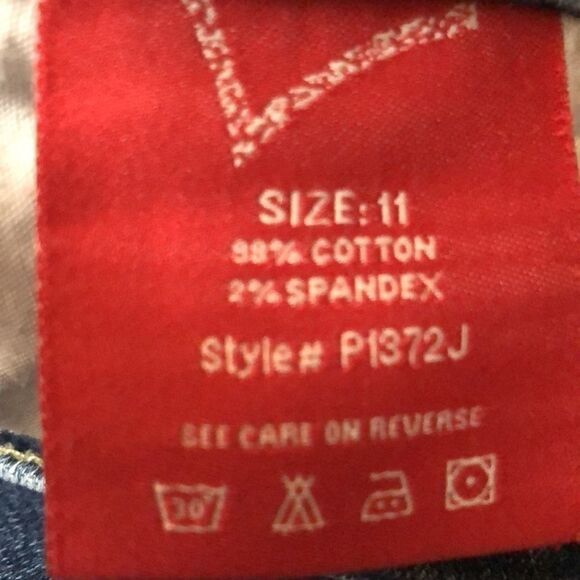 SIZE: 11
98% COTTON
2% SPANDEX
Style# P1372J
SEE CARE ON REVERSE
30°